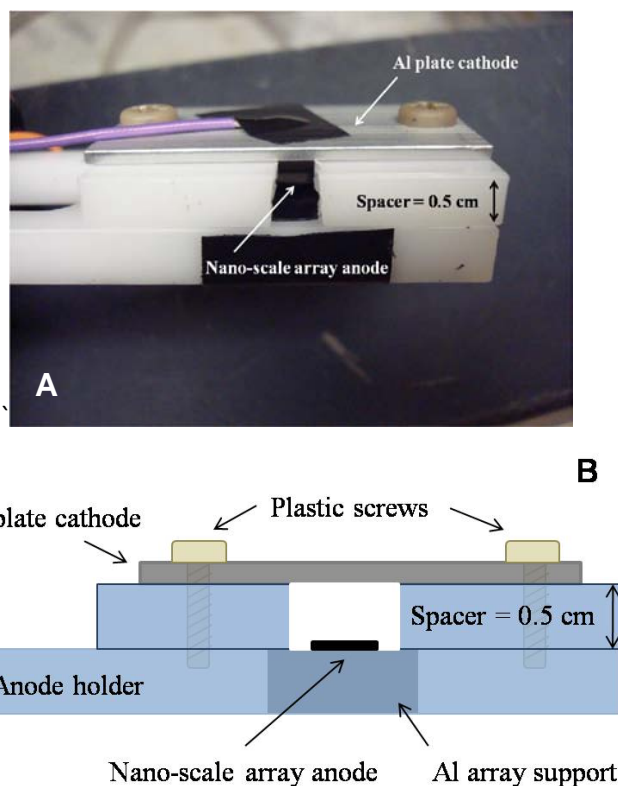 Al plate cathode
Spacer = 0.5 cm
Nano-scale array anode
A
`
B
plate cathode
Plastic screws
Spacer = 0.5 cm
Anode holder
Nano-scale array anode
Al array support